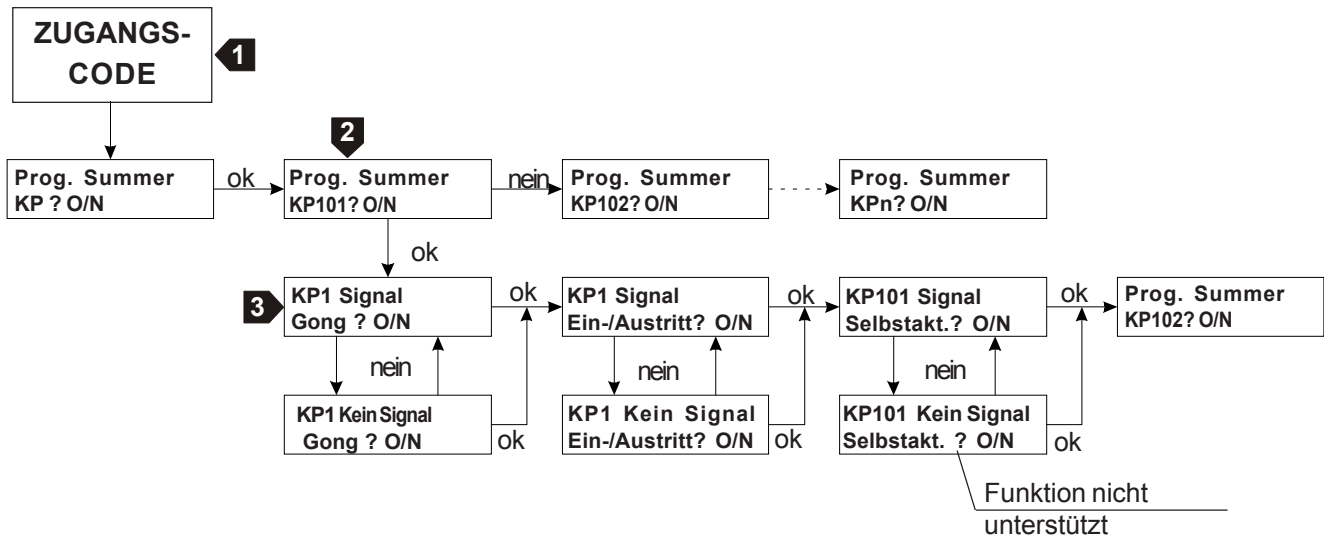 ZUGANGS-
CODE
1
2
Prog. Summer
KP ? O/N
ok
Prog. Summer
KP101? O/N
nein
Prog. Summer
KP102? O/N
Prog. Summer
KPn? O/N
ok
3
KP1 Signal
Gong ? O/N
ok
KP1 Signal
Ein-/Austritt? O/N
ok
KP101 Signal
Selbstakt.? O/N
ok
Prog. Summer
KP102? O/N
nein
nein
nein
KP1 Kein Signal
Gong ? O/N
ok
KP1 Kein Signal
Ein-/Austritt? O/N
ok
KP101 Kein Signal
Selbstakt. ? O/N
ok
Funktion nicht
unterstützt